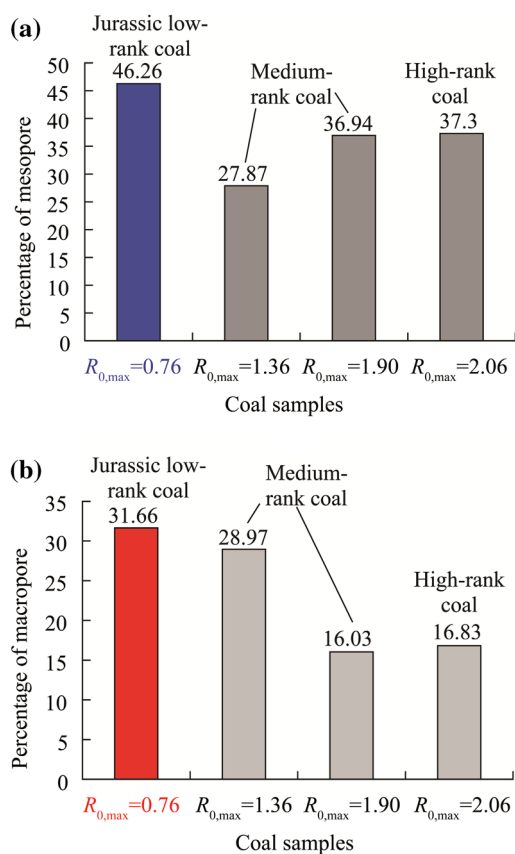 (a)
Jurassic low-
rank coal
Medium-
rank coal
High-rank
coal
46.26
27.87
36.94
37.3
Percentage of mesopore
50
45
40
35
30
25
20
15
10
5
0
R0,max=0.76 R0,max=1.36 R0,max=1.90 R0,max=2.06
Coal samples
(b)
Jurassic low-
rank coal
Medium-
rank coal
High-rank
coal
31.66
28.97
16.03
16.83
Percentage of macropore
35
30
25
20
15
10
5
0
R0,max=0.76 R0,max=1.36 R0,max=1.90 R0,max=2.06
Coal samples